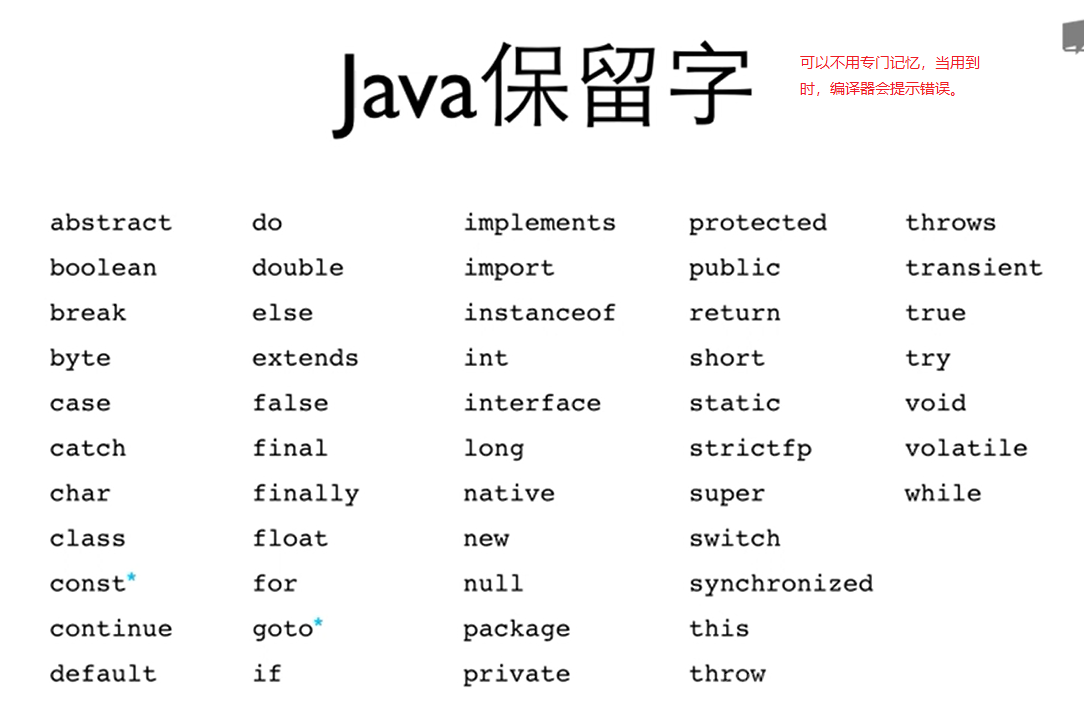 Java保留字
可以不用专门记忆，当用到
时，编译器会提示错误。
abstract do implements protected throws
boolean double import public transient
break else instanceof return true
byte extends int short try
case false interface static void
catch final long strictfp volatile
char finally native super while
class float new switch
const* for null synchronized
continue goto* package this
default if private throw